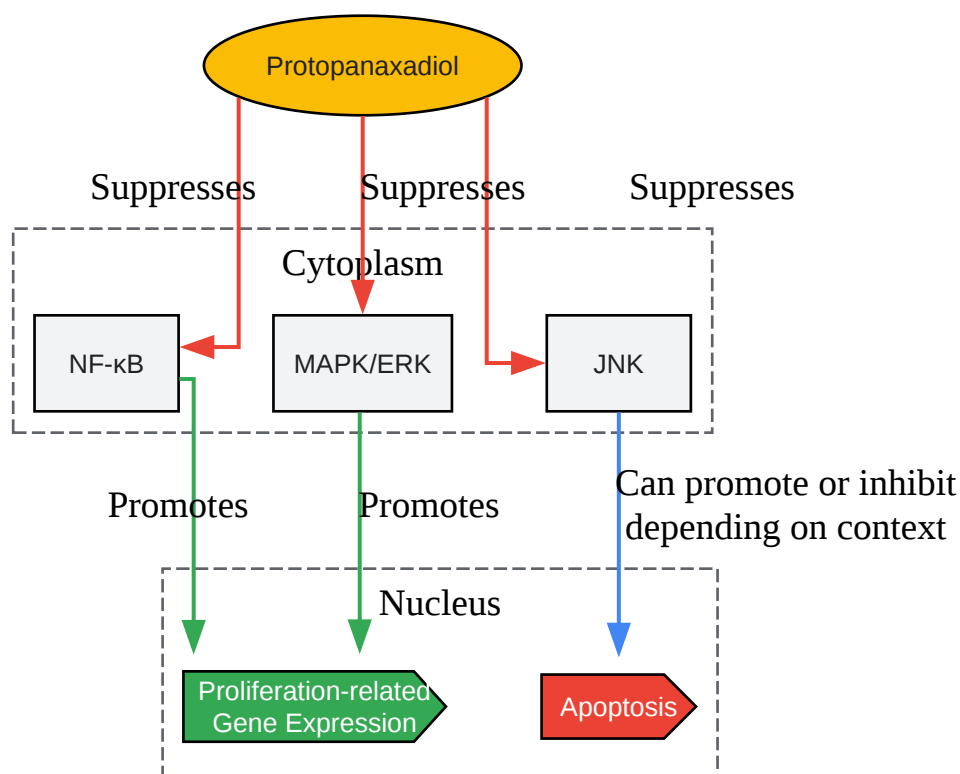 Protopanaxadiol
Suppresses
Suppresses
Suppresses
Cytoplasm
NF-κB
MAPK/ERK
JNK
Promotes
Promotes
Can promote or inhibit
depending on context
Nucleus
Proliferation-related
Gene Expression
Apoptosis